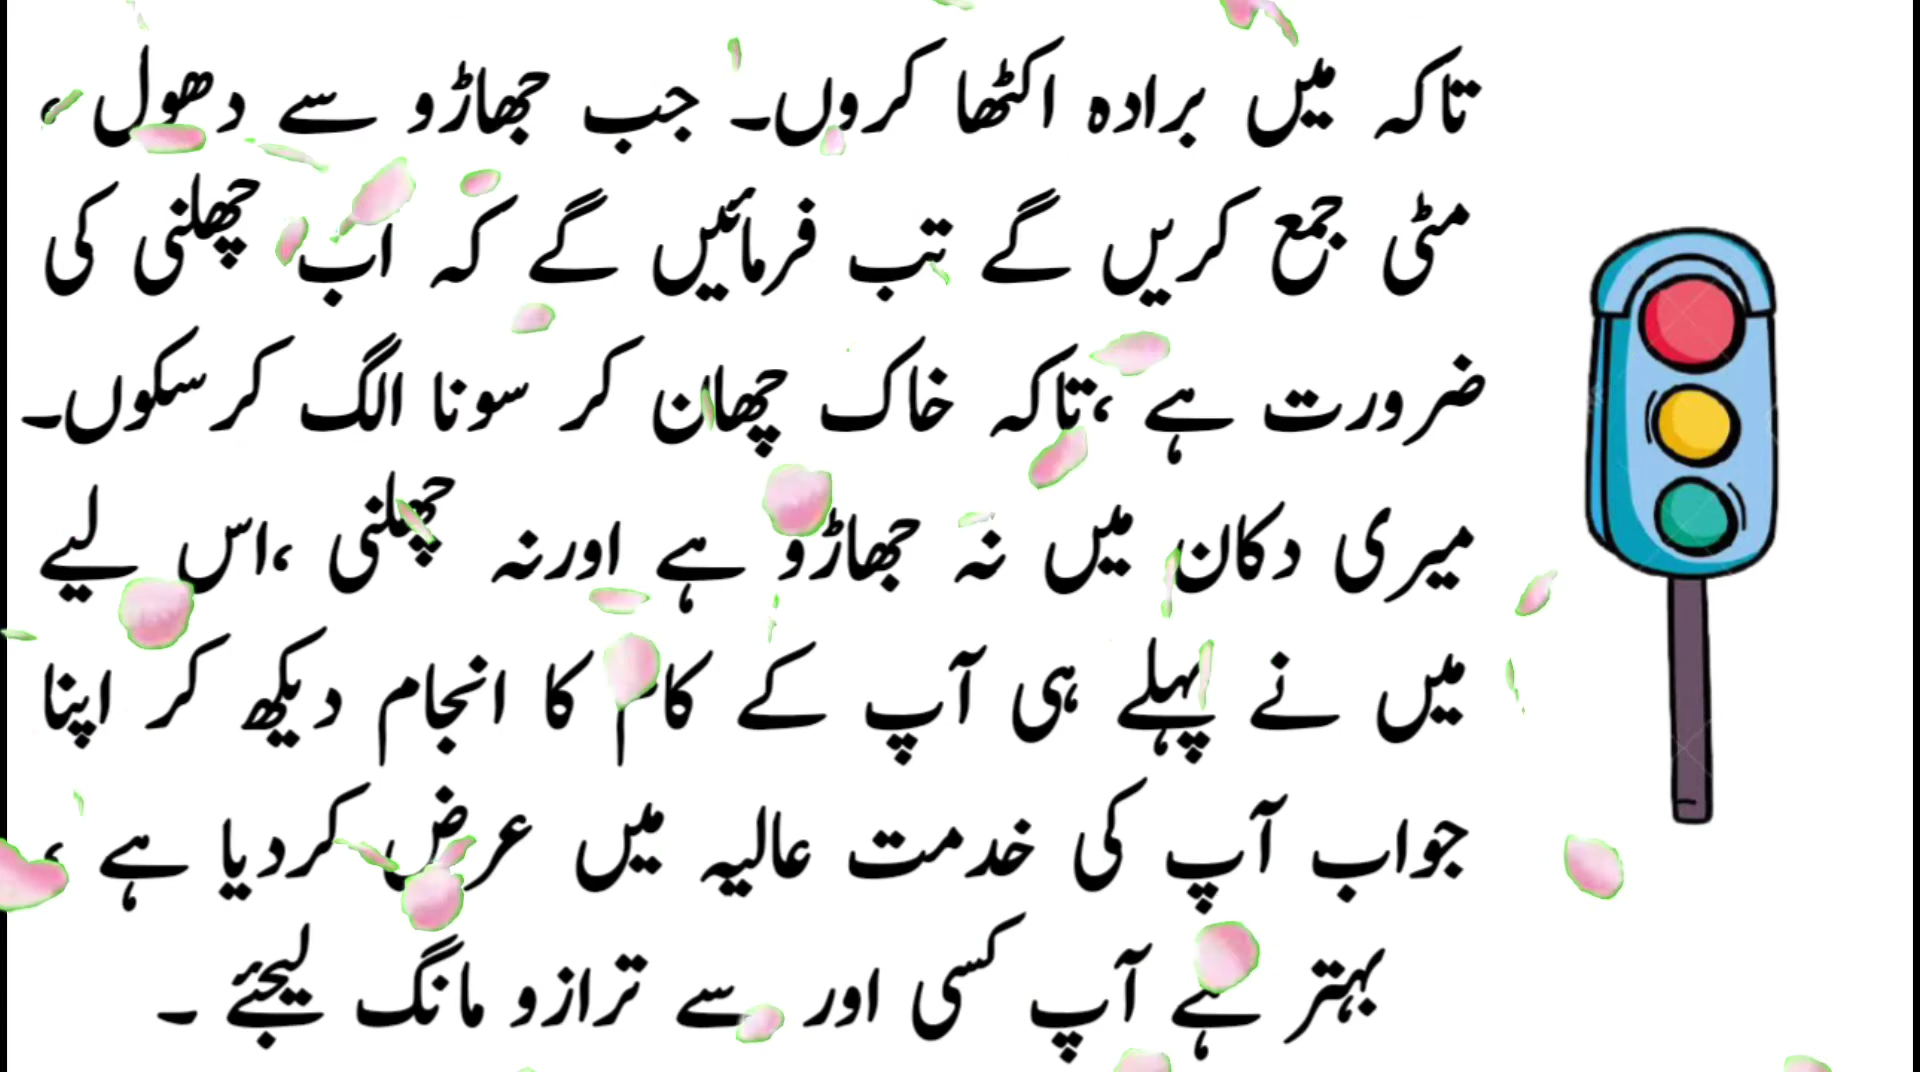 تاکہ میں برادہ اکٹھا کروں۔ جب جھاڑو سے دھول ،
مٹی جمع کریں گے تب فرمائیں گے کہ اب چھلنی کی
ضرورت ہے ،تاکہ خاک چھان کر سونا الگ کرسکوں۔
میری دکان میں نہ جھاڑو ہے اورنہ چھلنی ،اس لیے
میں نے پہلے ہی آپ کے کام کا انجام دیکھ کر اپنا
جواب آپ کی خدمت عالیہ میں عرض کردیا ہے ،
بہتر ہے آپ کسی اور سے ترازو مانگ لیجئے ۔